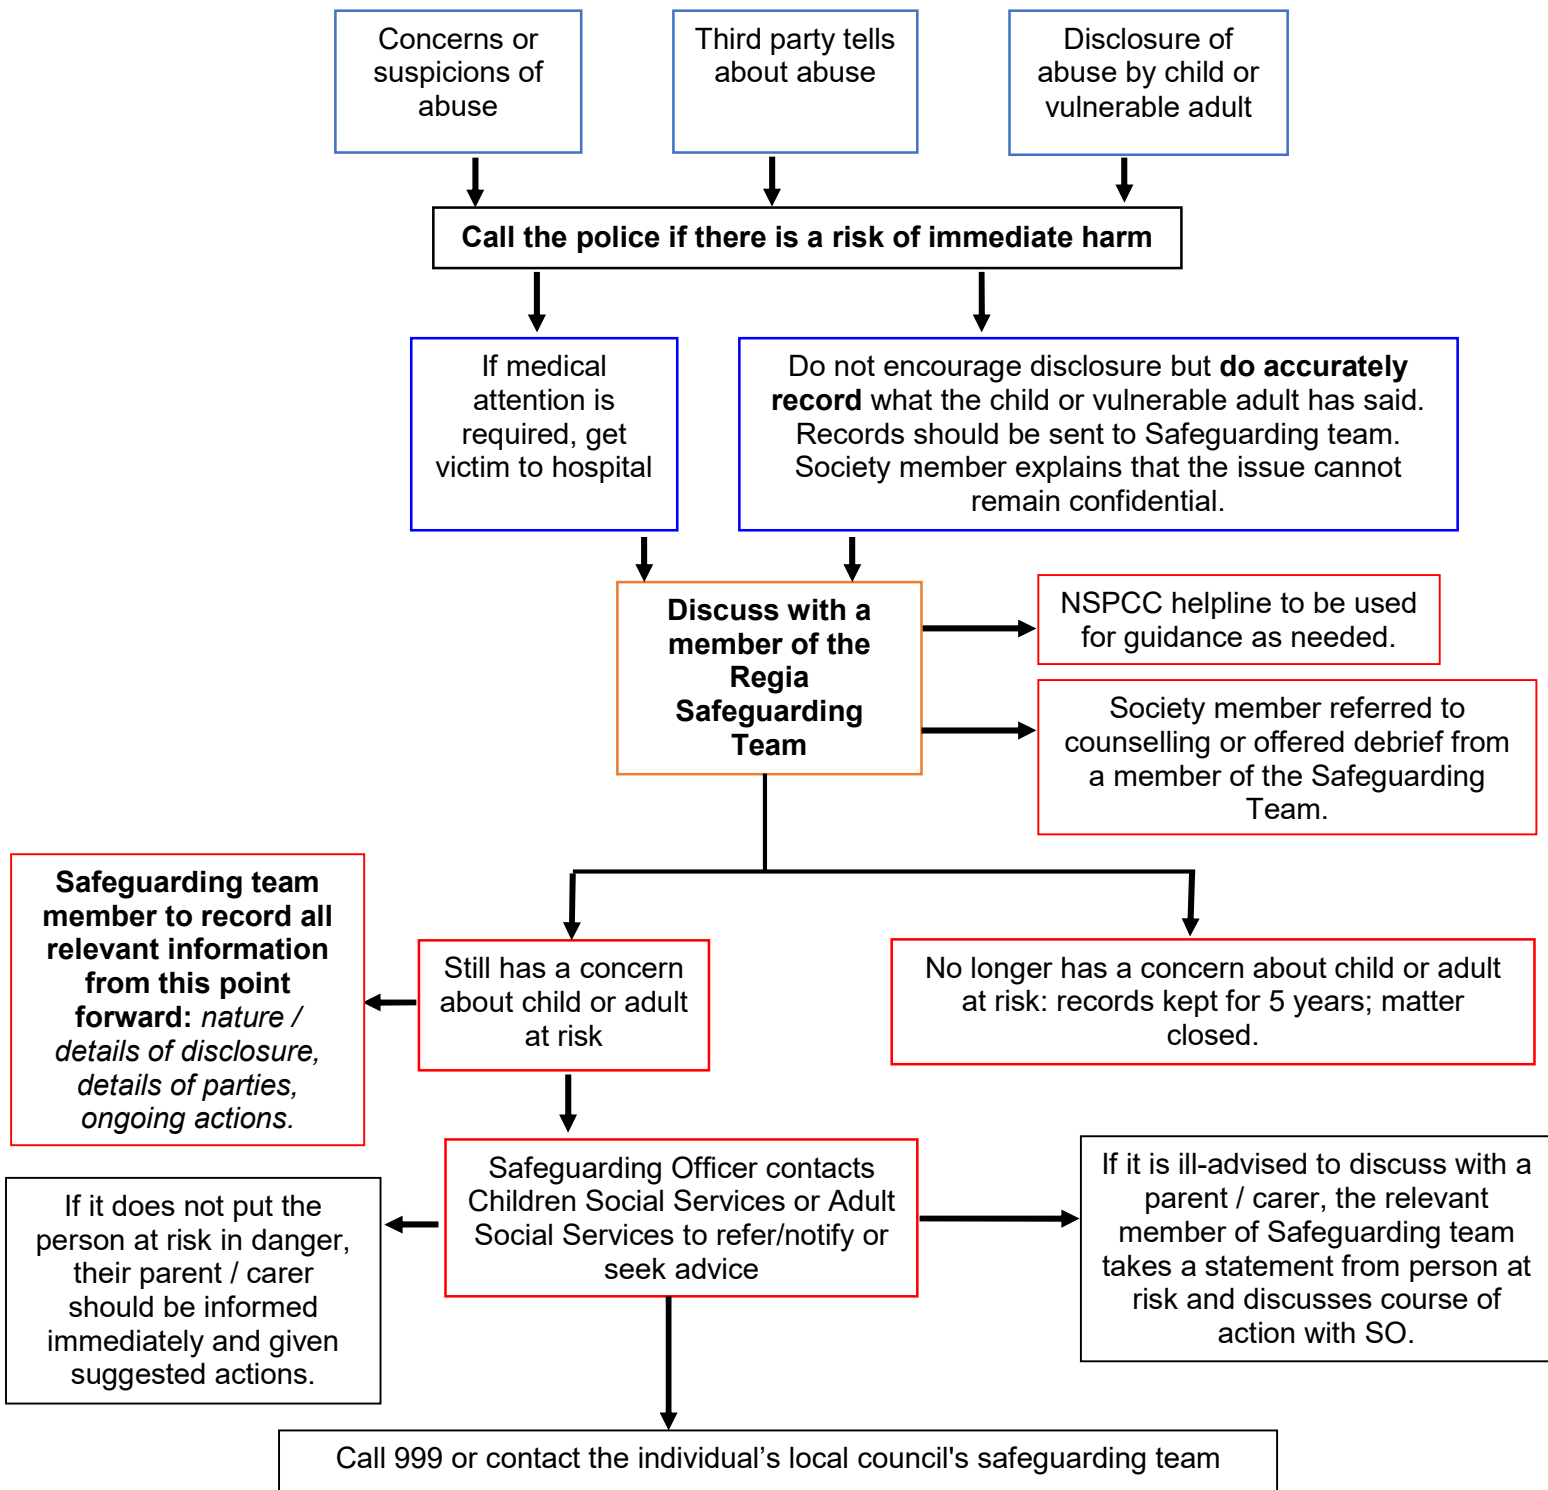 Concerns or
suspicions of
abuse
Third party tells
about abuse
Disclosure of
abuse by child or
vulnerable adult
Call the police if there is a risk of immediate harm
If medical
attention is
required, get
victim to hospital
Do not encourage disclosure but do accurately
record what the child or vulnerable adult has said.
Records should be sent to Safeguarding team.
Society member explains that the issue cannot
remain confidential.
Discuss with a
member of the
Regia
Safeguarding
Team
NSPCC helpline to be used
for guidance as needed.
Society member referred to
counselling or offered debrief from
a member of the Safeguarding
Team.
Safeguarding team
member to record all
relevant information
from this point
forward: nature /
details of disclosure,
details of parties,
ongoing actions.
Still has a concern
about child or adult
at risk
No longer has a concern about child or adult
at risk: records kept for 5 years; matter
closed.
If it does not put the
person at risk in danger,
their parent / carer
should be informed
immediately and given
suggested actions.
Safeguarding Officer contacts
Children Social Services or Adult
Social Services to refer/notify or
seek advice
If it is ill-advised to discuss with a
parent / carer, the relevant
member of Safeguarding team
takes a statement from person at
risk and discusses course of
action with SO.
Call 999 or contact the individual’s local council's safeguarding team